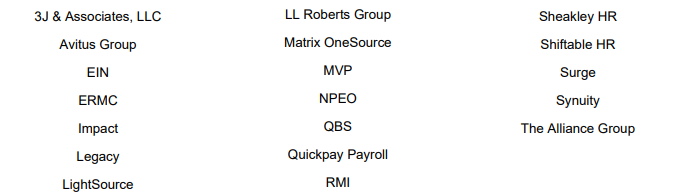 3J & Associates, LLC
Avitus Group
EIN
ERMC
Impact
Legacy
LightSource
LL Roberts Group
Matrix OneSource
MVP
NPEO
QBS
Quickpay Payroll
RMI
Sheakley HR
Shiftable HR
Surge
Synuity
The Alliance Group